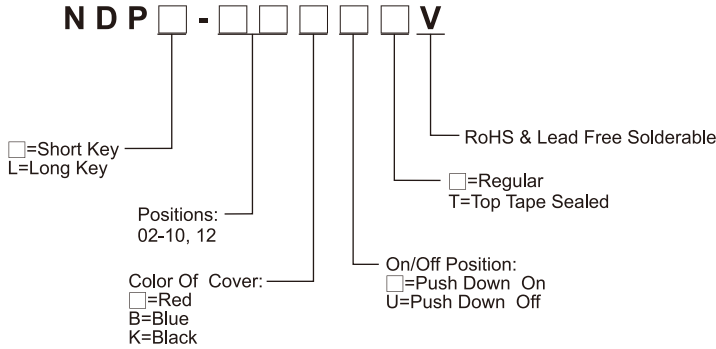 NDP□-□□□□□V
RoHS & Lead Free Solderable
□=Short Key
L=Long Key
□=Regular
T=Top Tape Sealed
Positions:
02-10, 12
On/Off Position:
□=Push Down On
U=Push Down Off
Color Of Cover:
□=Red
B=Blue
K=Black